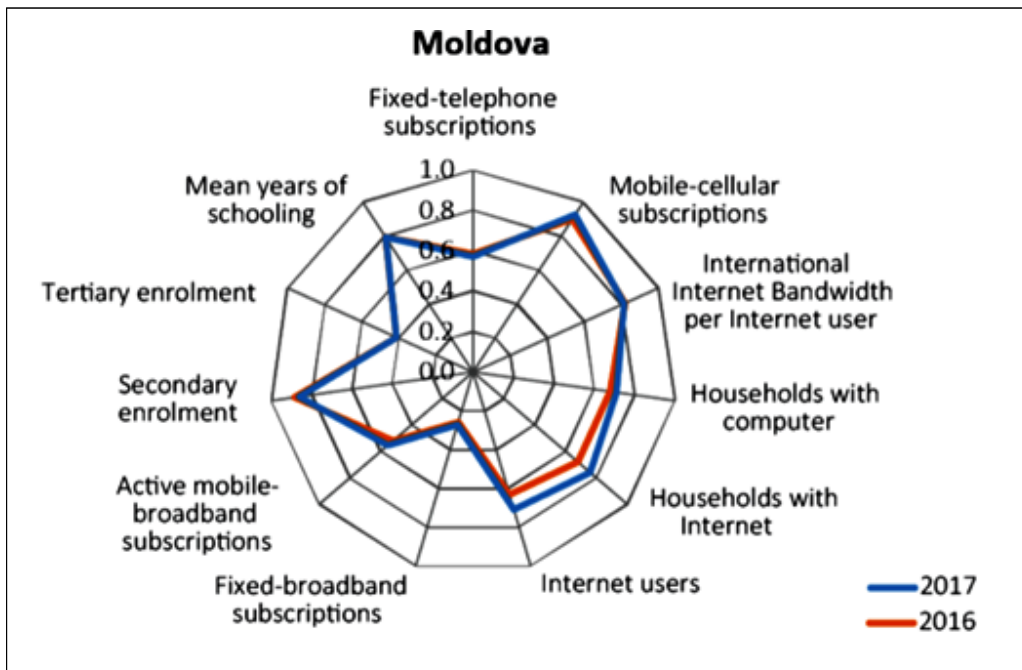 Moldova
Fixed-telephone
subscriptions
Mobile-cellular
subscriptions
International
Internet Bandwidth
per Internet user
Households with
computer
Households with
Internet
Internet users
Fixed-broadband
subscriptions
Active mobile-
broadband
subscriptions
Secondary
enrolment
Tertiary enrolment
Mean years of
schooling
1.0
0.8
0.6
0.4
0.2
0.0
2017
2016